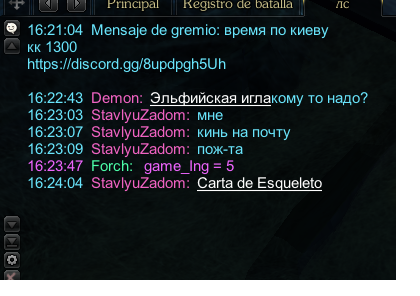 Principal Registro de batalla лс
16:21:04 Mensaje de gremio: время по киеву
кк 1300
https://discord.gg/8updpgh5Uh
16:22:43 Demon: Эльфийская иглакому то надо?
16:23:03 StavlyuZadom: мне
16:23:07 StavlyuZadom: кинь на почту
16:23:09 StavlyuZadom: пож-та
16:23:47 Forch: game_lng = 5
16:24:04 StavlyuZadom: Carta de Esqueleto